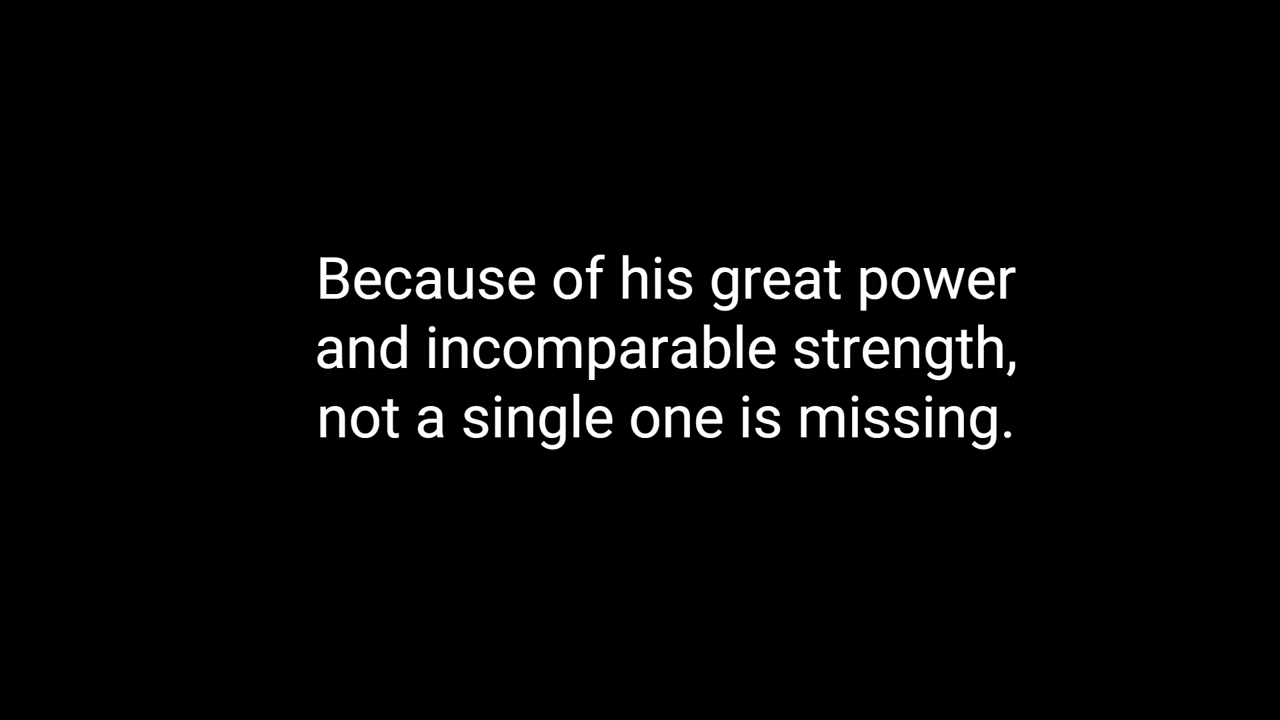 Because of his great power
and incomparable strength,
not a single one is missing.